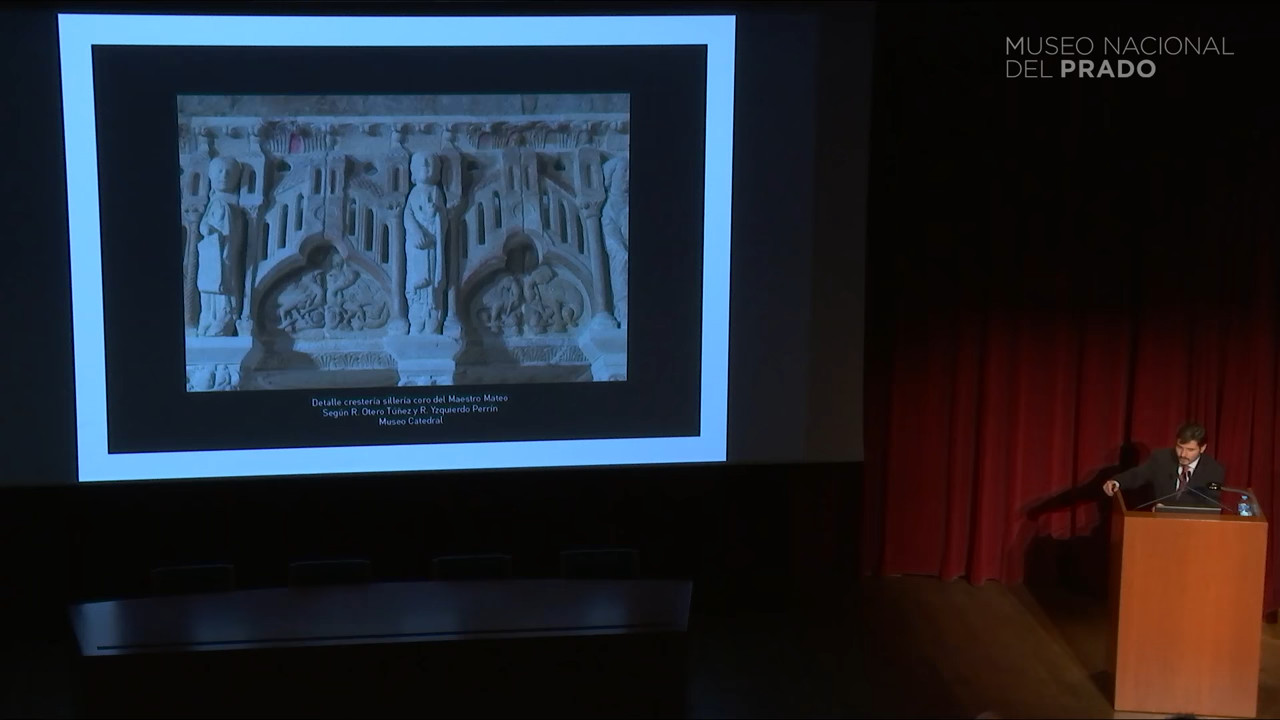 MUSEO NACIONAL
DEL PRADO
Detalle crestería sillería coro del Maestro Mateo
Según R. Otero Túñez y R. Yzquierdo Perrín
Museo Catedral